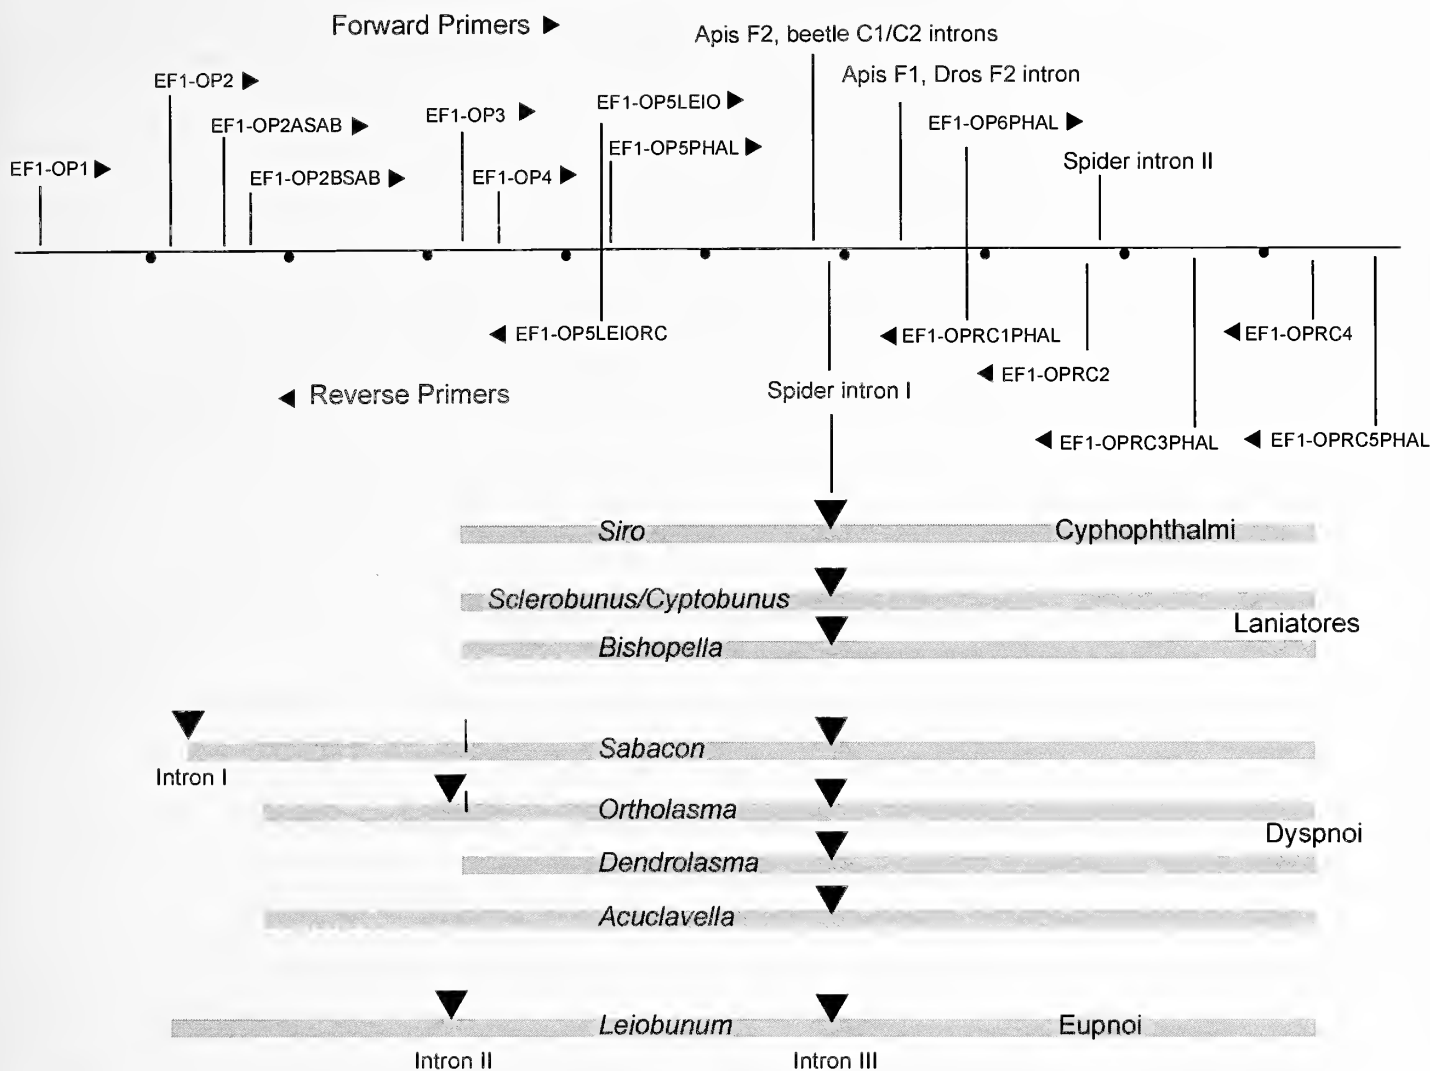 Forward Primers ▶
Apis F2, beetle C1/C2 introns
Apis F1, Dros F2 intron
EF1-OP2 ▶
EF1-OP5LEIO ▶
EF1-OP2ASAB ▶
EF1-OP3 ▶
EF1-OP6PHAL ▶
EF1-OP5PHAL ▶
Spider intron II
EF1-OP1 ▶
EF1-OP2BSAB ▶
EF1-OP4 ▶
◀ EF1-OP5LEIORC
◀ EF1-OPRC1PHAL
◀ EF1-OPRC4
◀ EF1-OPRC2
◀ Reverse Primers
Spider intron I
◀ EF1-OPRC3PHAL
◀ EF1-OPRC5PHAL
Siro
Cyphophthalmi
Sclerobunus/Cyptobunus
Laniatores
Bishopella
Sabacon
Intron I
Ortholasma
Dyspnoi
Dendrolasma
Acuclavella
Leiobunum
Eupnoi
Intron II
Intron III